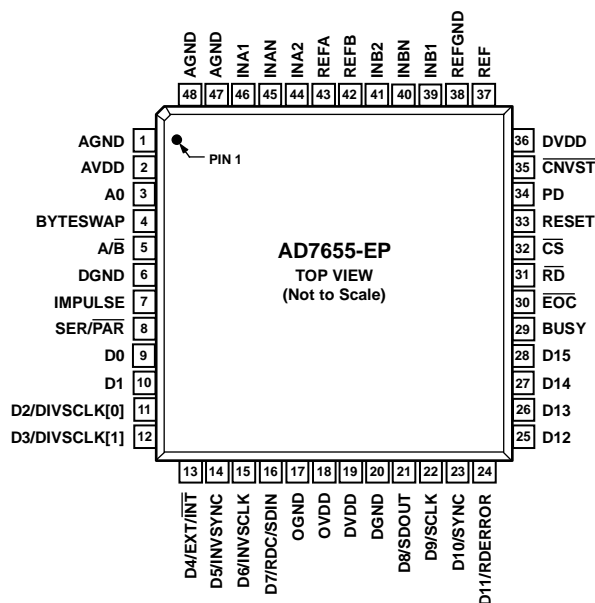 AGND
AGND
INA1
INAN
INA2
REFA
REFB
INB2
INBN
INB1
REFGND
REF
48 47 46 45 44 43 42 41 40 39 38 37
AGND 1
AVDD 2
A0 3
BYTESWAP 4
A/B̅ 5
DGND 6
IMPULSE 7
SER/P̅A̅R̅ 8
D0 9
D1 10
D2/DIVSCLK[0] 11
D3/DIVSCLK[1] 12
PIN 1
AD7655-EP
TOP VIEW
(Not to Scale)
36 DVDD
35 C̅N̅V̅S̅T̅
34 PD
33 RESET
32 C̅S̅
31 R̅D̅
30 E̅O̅C̅
29 BUSY
28 D15
27 D14
26 D13
25 D12
13 14 15 16 17 18 19 20 21 22 23 24
D4/EXT/I̅N̅T̅
D5/INVSYNC
D6/INVSCLK
D7/RDC/SDIN
OGND
OVDD
DVDD
DGND
D8/SDOUT
D9/SCLK
D10/SYNC
D11/RDERROR